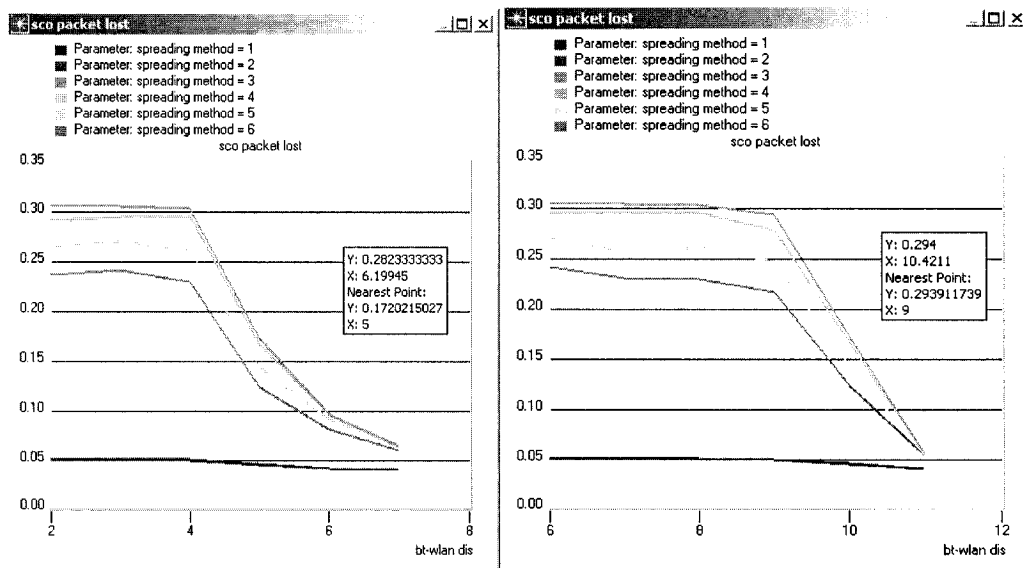 sco packet lost
Parameter: spreading method = 1
Parameter: spreading method = 2
Parameter: spreading method = 3
Parameter: spreading method = 4
Parameter: spreading method = 5
Parameter: spreading method = 6
sco packet lost
0.35
0.30
0.25
0.20
0.15
0.10
0.05
0.00
2
4
6
8
bt-wlan dis
Y: 0.2823333333
X: 6.19945
Nearest Point:
Y: 0.1720215027
X: 5
sco packet lost
Parameter: spreading method = 1
Parameter: spreading method = 2
Parameter: spreading method = 3
Parameter: spreading method = 4
Parameter: spreading method = 5
Parameter: spreading method = 6
sco packet lost
0.35
0.30
0.25
0.20
0.15
0.10
0.05
0.00
6
8
10
12
bt-wlan dis
Y: 0.294
X: 10.4211
Nearest Point:
Y: 0.293911739
X: 9